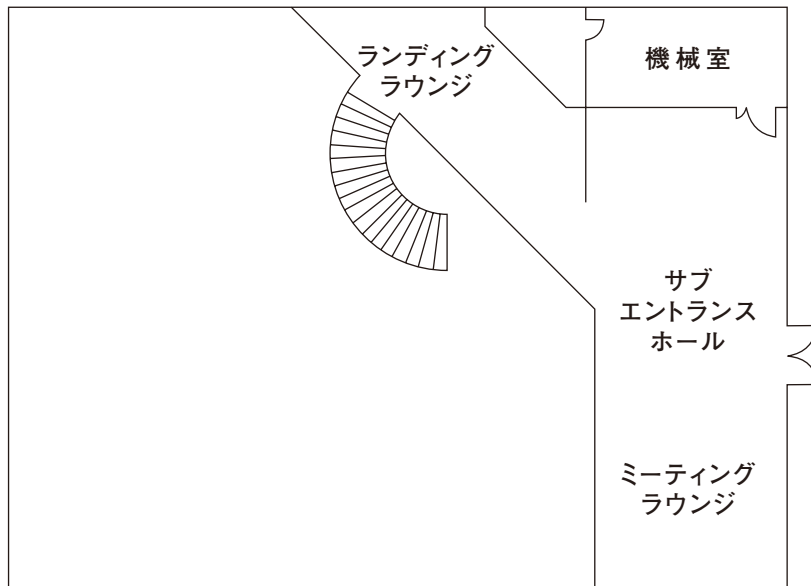 ランディング
ラウンジ
機械室
サブ
エントランス
ホール
ミーティング
ラウンジ